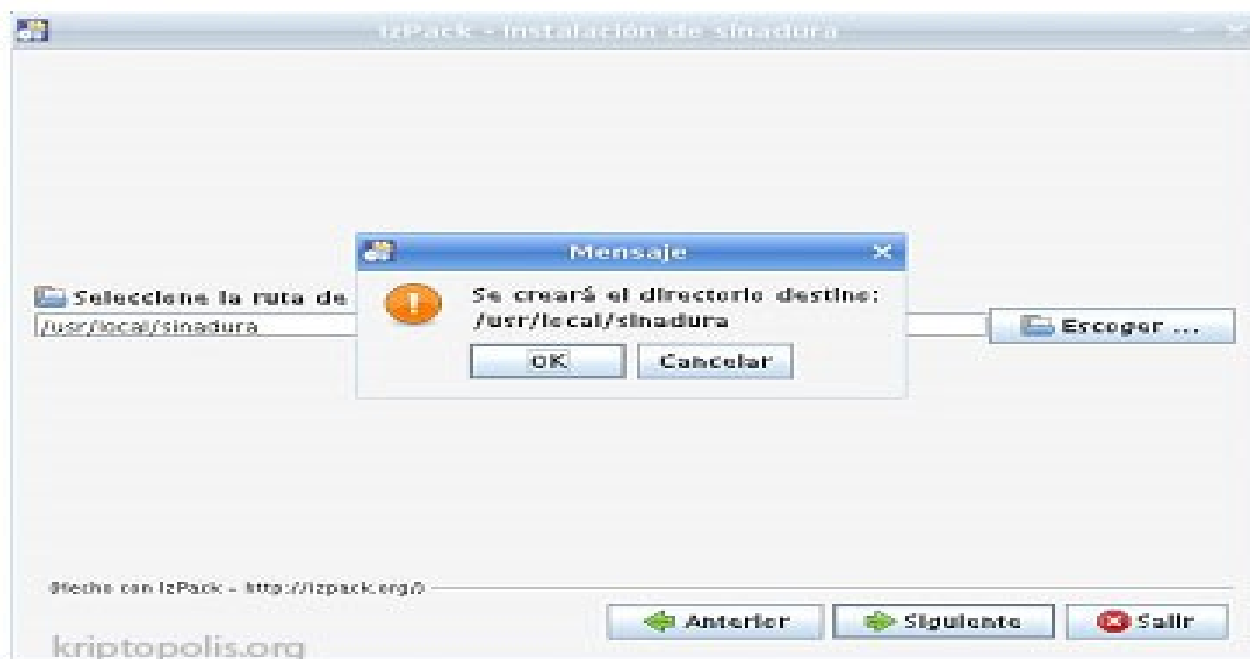 IzPack - Instalación de sinadura
Mensaje
Se creará el directorio destino:
/usr/local/sinadura
OK
Cancelar
Seleccione la ruta de
/usr/local/sinadura
Escoger ...
(Hecho con IzPack - http://izpack.org/)
Anterior
Siguiente
Salir
kriptopolis.org